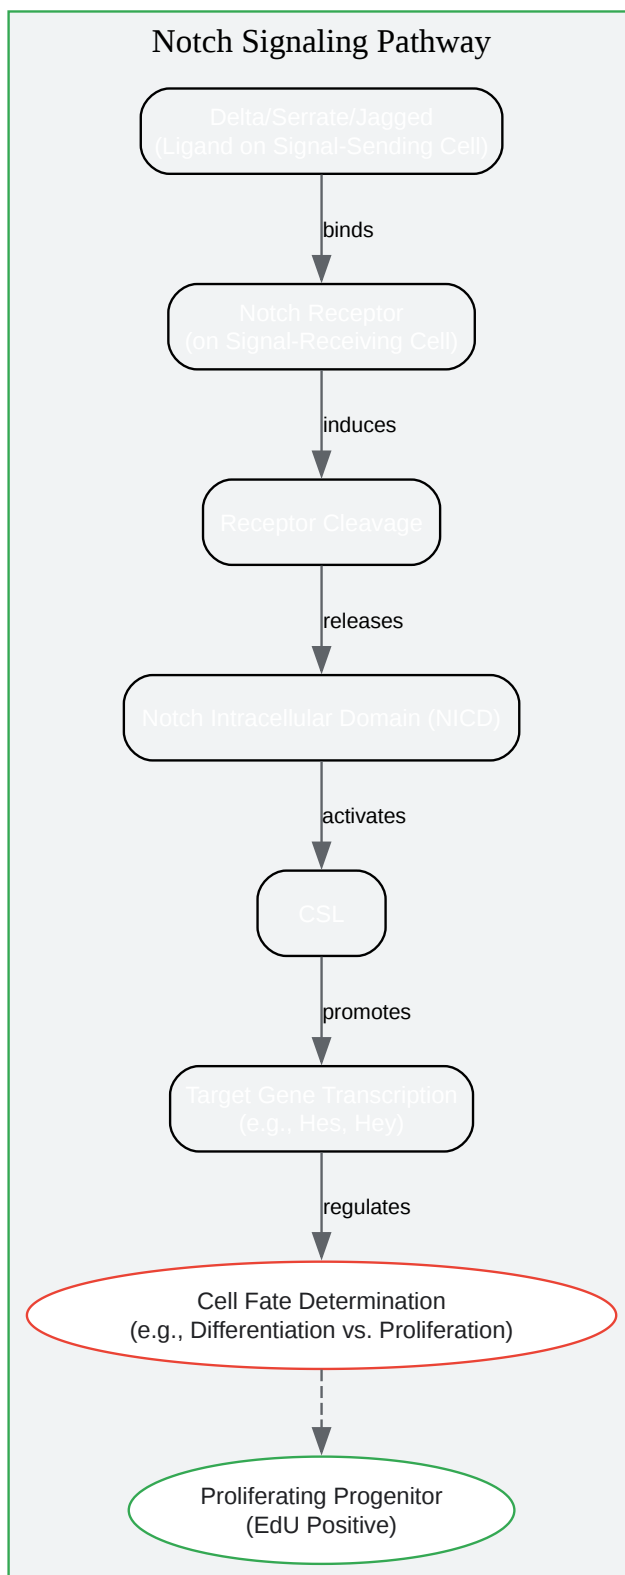 Notch Signaling Pathway
Delta/Serrate/Jagged
(Ligand on Signal-Sending Cell)
binds
Notch Receptor
(on Signal-Receiving Cell)
induces
Receptor Cleavage
releases
Notch Intracellular Domain (NICD)
activates
CSL
promotes
Target Gene Transcription
(e.g., Hes, Hey)
regulates
Cell Fate Determination
(e.g., Differentiation vs. Proliferation)
Proliferating Progenitor
(EdU Positive)